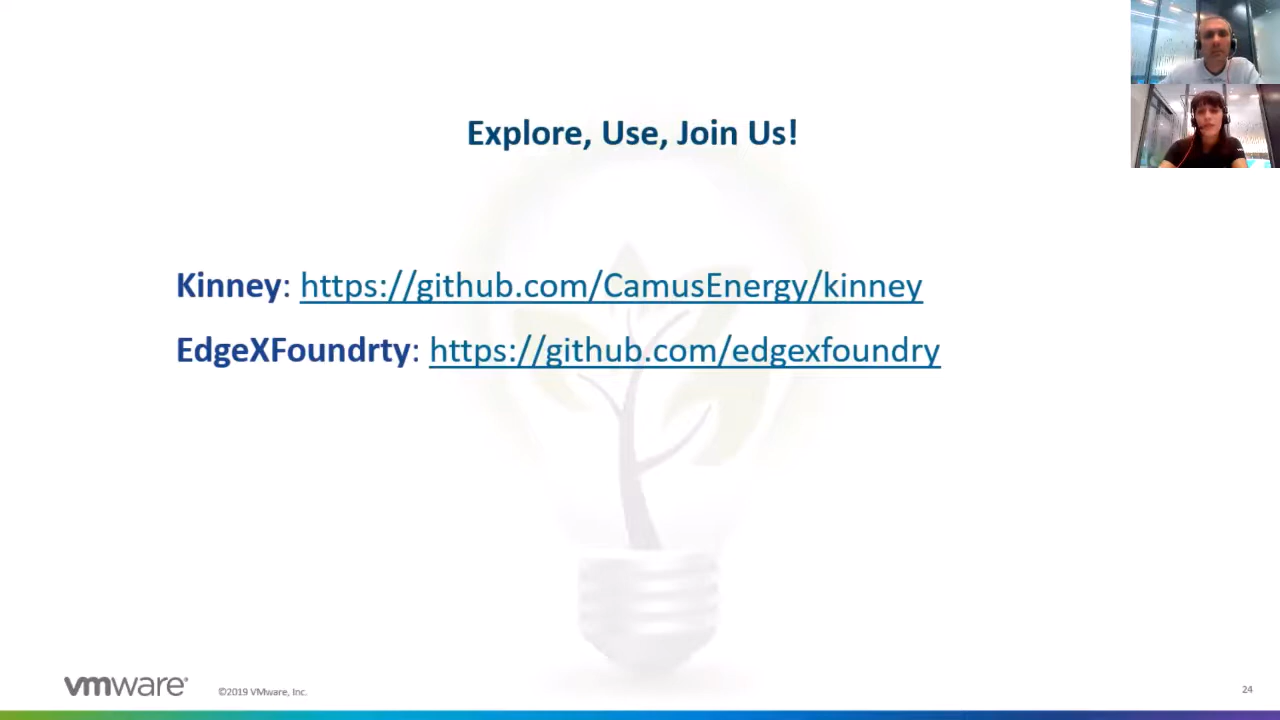 Explore, Use, Join Us!
Kinney: https://github.com/CamusEnergy/kinney
EdgeXFoundrty: https://github.com/edgexfoundry
vmware®
©2019 VMware, Inc.
24